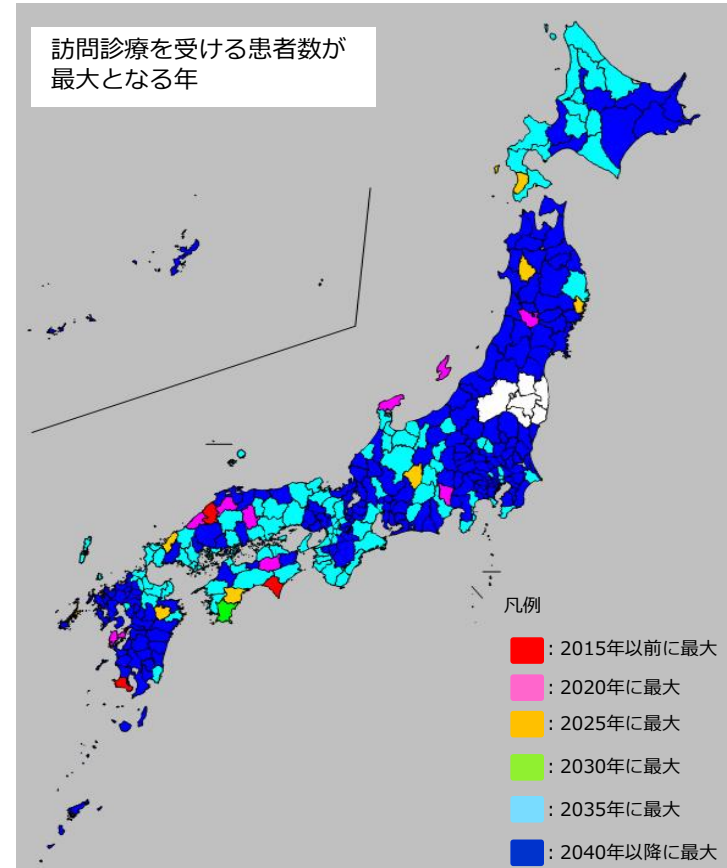 訪問診療を受ける患者数が
最大となる年
凡例
：2015年以前に最大
：2020年に最大
：2025年に最大
：2030年に最大
：2035年に最大
：2040年以降に最大